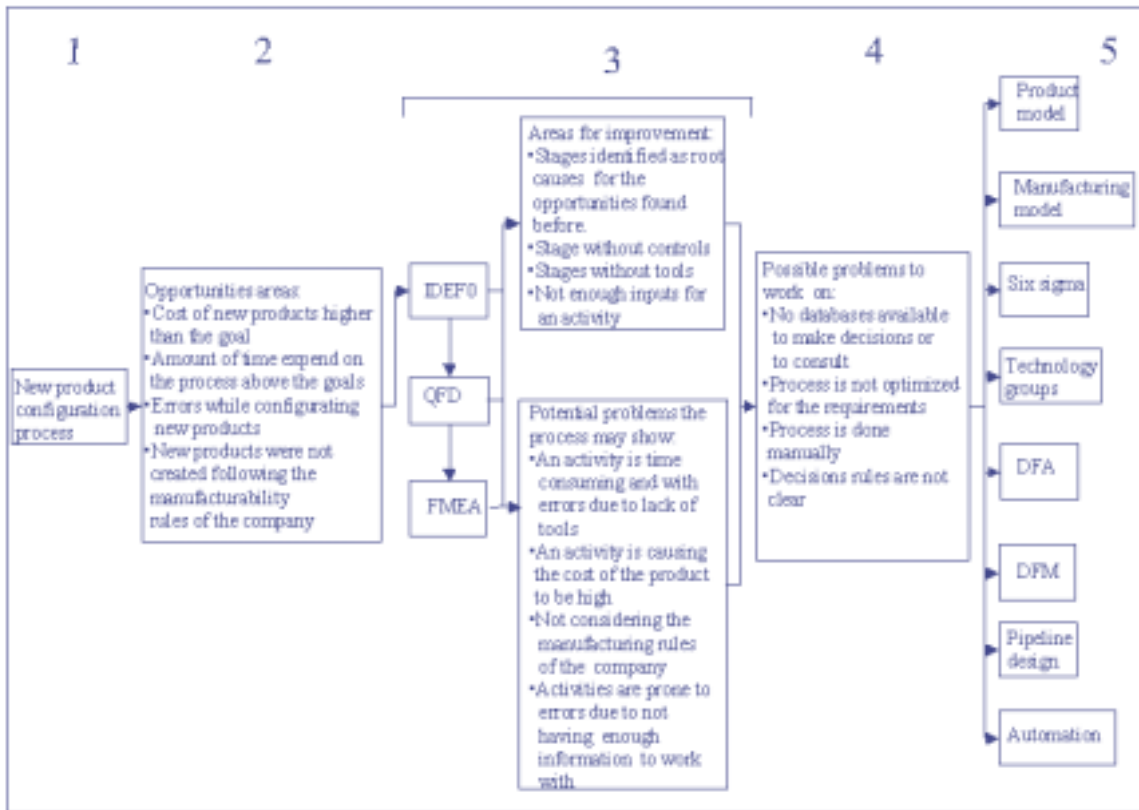 1
2
3
4
5
New product
configuration
process
Opportunities areas:
•Cost of new products higher
than the goal
•Amount of time expend on
the process above the goals
•Errors while configurating
new products
•New products were not
created following the
manufacturability
rules of the company
IDEF0
QFD
FMEA
Areas for improvement:
•Stages identified as root
causes for the
opportunities found
before.
•Stage without controls
•Stages without tools
•Not enough inputs for
an activity
Potential problems the
process may show:
•An activity is time
consuming and with
errors due to lack of
tools
•An activity is causing
the cost of the product
to be high
•Not considering the
manufacturing rules
of the company
•Activities are prone to
errors due to not
having enough
information to work
with
Possible problems to
work on:
•No databases available
to make decisions or
to consult
•Process is not optimized
for the requirements
•Process is done
manually
•Decisions rules are not
clear
Product
model
Manufacturing
model
Six sigma
Technology
groups
DFA
DFM
Pipeline
design
Automation